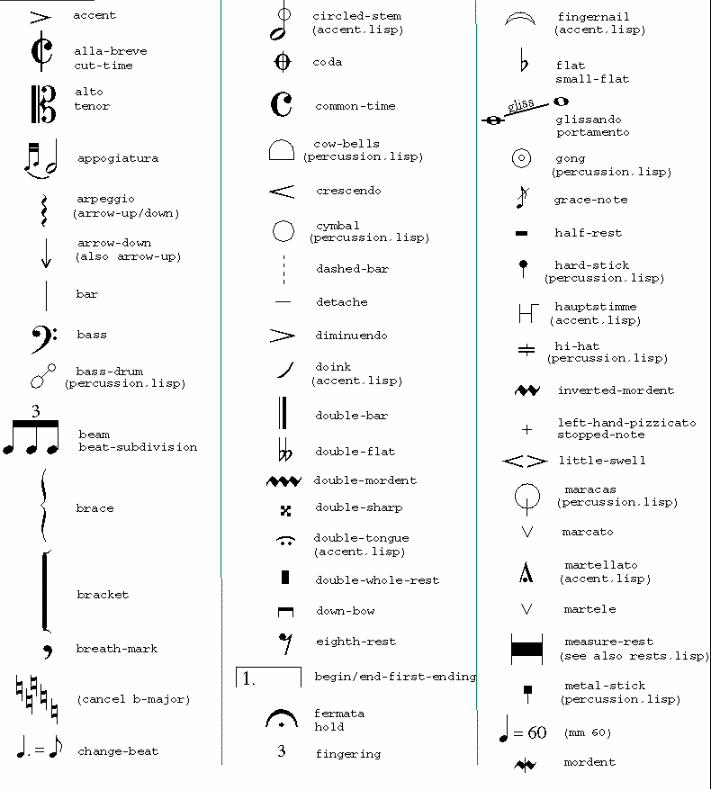 accent
alla-breve
cut-time
alto
tenor
appogiatura
arpeggio
(arrow-up/down)
arrow-down
(also arrow-up)
bar
bass
bass-drum
(percussion.lisp)
3
beam
beat-subdivision
brace
bracket
breath-mark
(cancel b-major)
change-beat
circled-stem
(accent.lisp)
coda
common-time
cow-bells
(percussion.lisp)
crescendo
cymbal
(percussion.lisp)
dashed-bar
detache
diminuendo
doink
(accent.lisp)
double-bar
double-flat
double-mordent
double-sharp
double-tongue
(accent.lisp)
double-whole-rest
down-bow
eighth-rest
1. begin/end-first-ending
fermata
hold
3 fingering
fingernail
(accent.lisp)
flat
small-flat
gliss
glissando
portamento
gong
(percussion.lisp)
grace-note
half-rest
hard-stick
(percussion.lisp)
hauptstimme
(accent.lisp)
hi-hat
(percussion.lisp)
inverted-mordent
left-hand-pizzicato
stopped-note
little-swell
maracas
(percussion.lisp)
marcato
martellato
(accent.lisp)
martele
measure-rest
(see also rests.lisp)
metal-stick
(percussion.lisp)
=60 (mm 60)
mordent